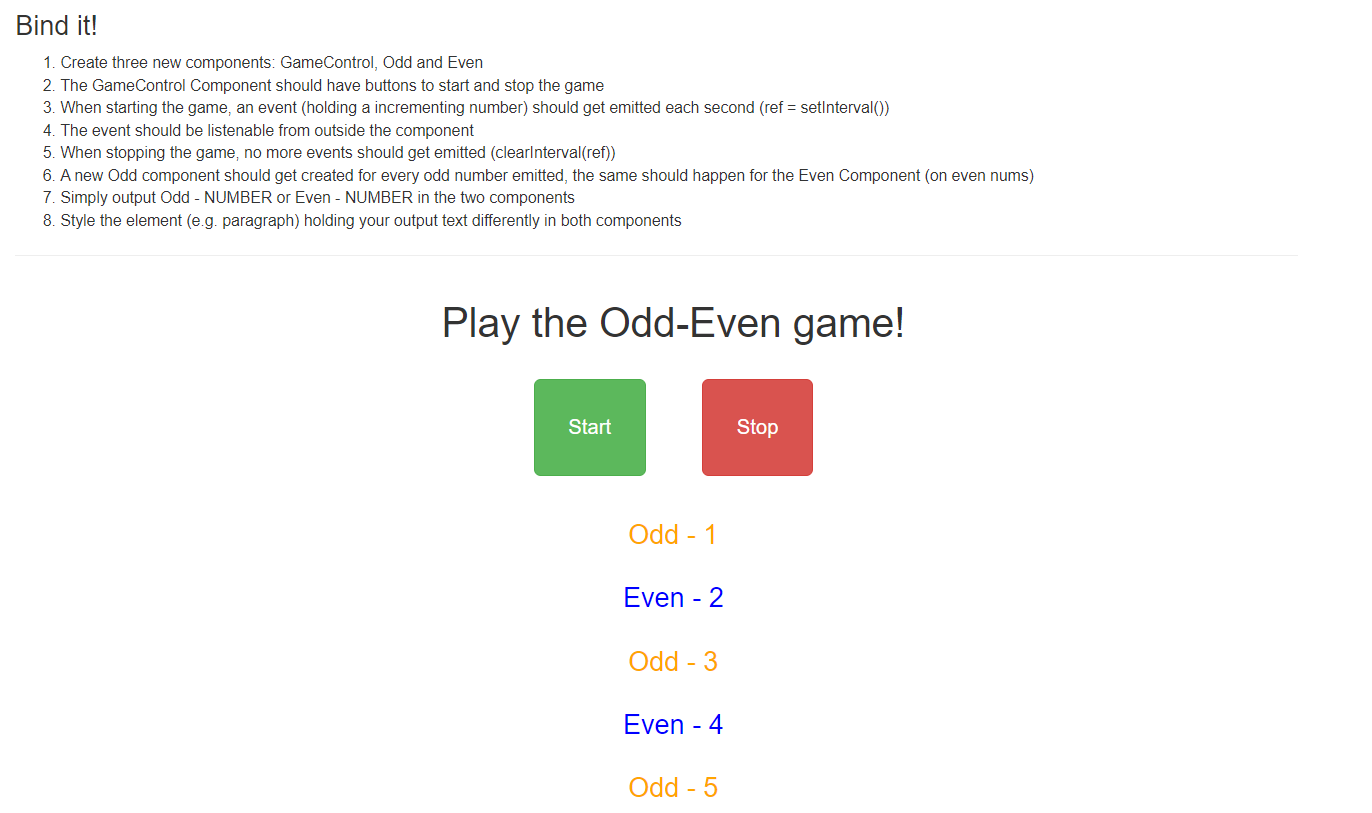 Bind it!
1. Create three new components: GameControl, Odd and Even
2. The GameControl Component should have buttons to start and stop the game
3. When starting the game, an event (holding a incrementing number) should get emitted each second (ref = setInterval())
4. The event should be listenable from outside the component
5. When stopping the game, no more events should get emitted (clearInterval(ref))
6. A new Odd component should get created for every odd number emitted, the same should happen for the Even Component (on even nums)
7. Simply output Odd - NUMBER or Even - NUMBER in the two components
8. Style the element (e.g. paragraph) holding your output text differently in both components
Play the Odd-Even game!
Start Stop
Odd - 1
Even - 2
Odd - 3
Even - 4
Odd - 5